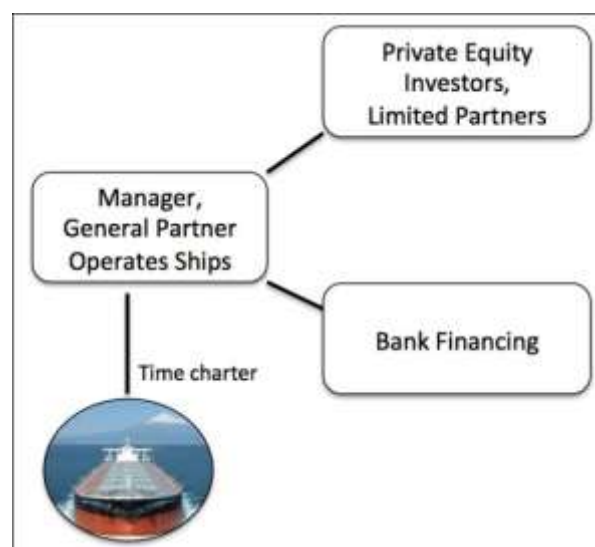 Private Equity
Investors,
Limited Partners
Manager,
General Partner
Operates Ships
Bank Financing
Time charter